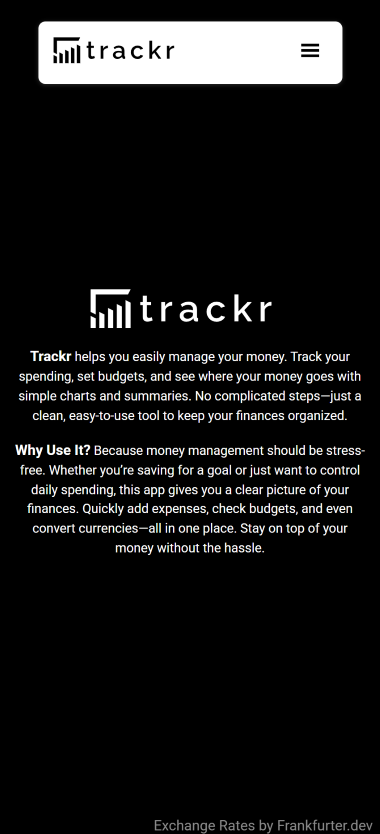 trackr
trackr
Trackr helps you easily manage your money. Track your
spending, set budgets, and see where your money goes with
simple charts and summaries. No complicated steps—just a
clean, easy-to-use tool to keep your finances organized.
Why Use It? Because money management should be stress-
free. Whether you’re saving for a goal or just want to control
daily spending, this app gives you a clear picture of your
finances. Quickly add expenses, check budgets, and even
convert currencies—all in one place. Stay on top of your
money without the hassle.
Exchange Rates by Frankfurter.dev